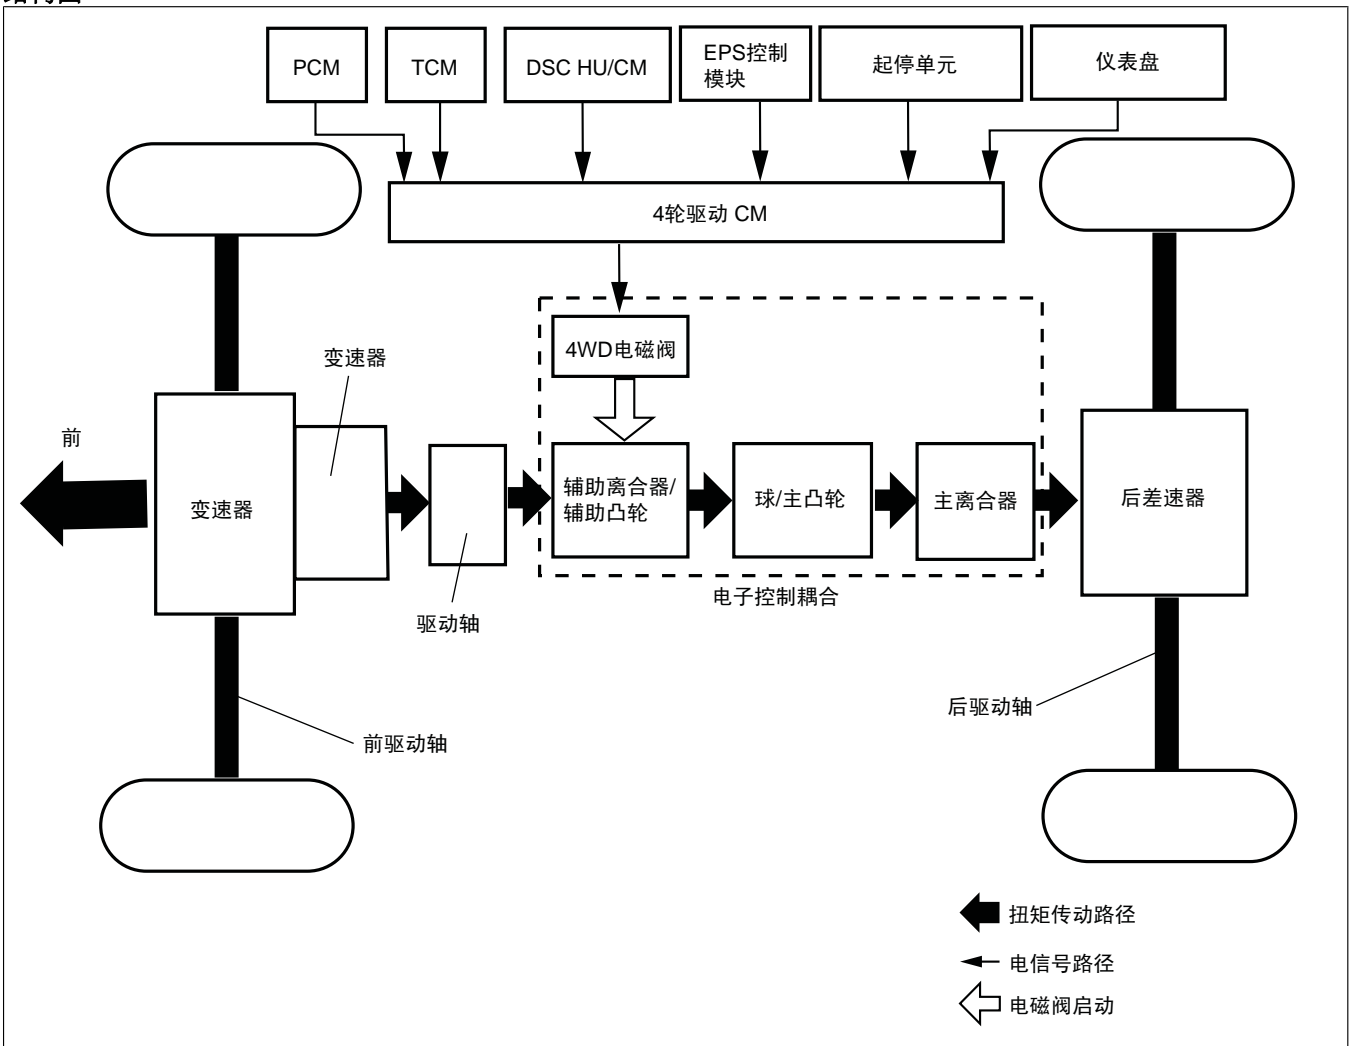 PCM
TCM
DSC HU/CM
EPS控制
模块
起停单元
仪表盘
4轮驱动 CM
4WD电磁阀
变速器
前
变速器
辅助离合器/
辅助凸轮
球/主凸轮
主离合器
后差速器
电子控制耦合
驱动轴
后驱动轴
前驱动轴
扭矩传动路径
电信号路径
电磁阀启动